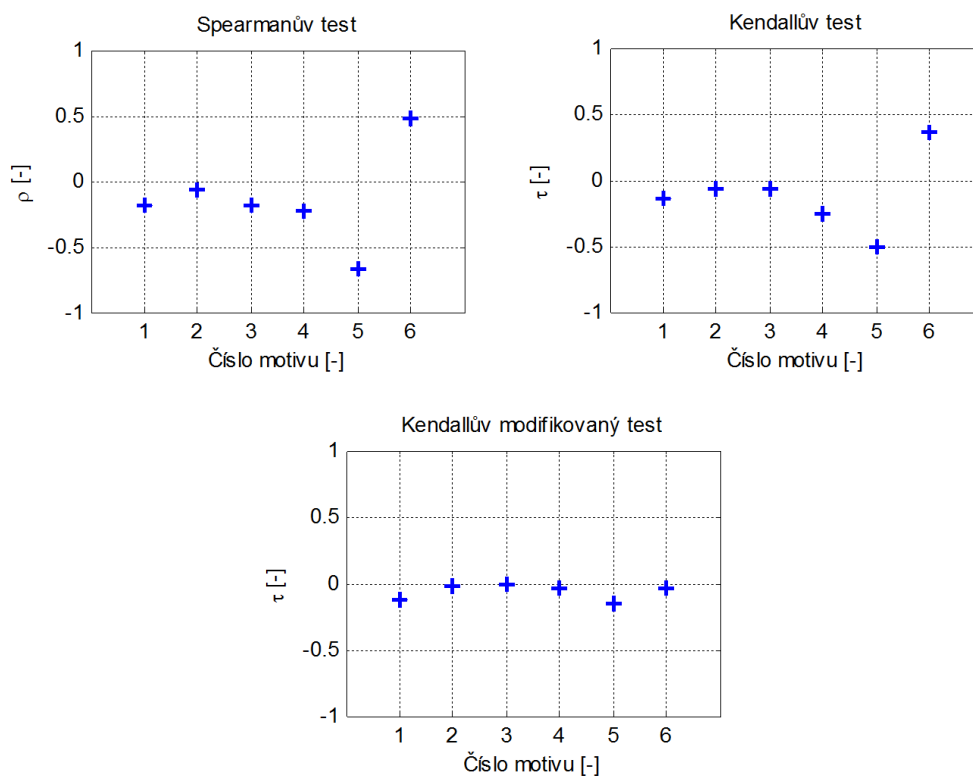 Spearmanův test
1
0.5
0
-0.5
-1
ρ [-]
1 2 3 4 5 6
Číslo motivu [-]
Kendallův test
1
0.5
0
-0.5
-1
τ [-]
1 2 3 4 5 6
Číslo motivu [-]
Kendallův modifikovaný test
1
0.5
0
-0.5
-1
τ [-]
1 2 3 4 5 6
Číslo motivu [-]